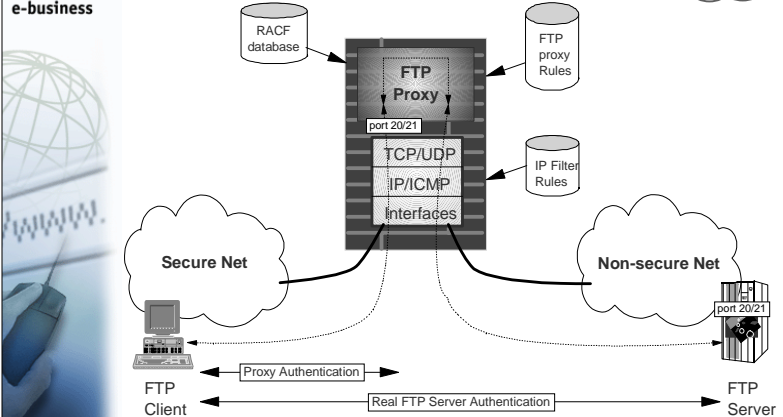 e-business
RACF
database
FTP
proxy
Rules
FTP
Proxy
port 20/21
TCP/UDP
IP/ICMP
Interfaces
IP Filter
Rules
Secure Net
Non-secure Net
port 20/21
Proxy Authentication
FTP
Client
Real FTP Server Authentication
FTP
Server